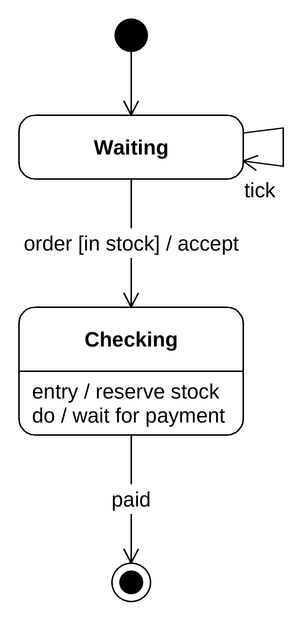 Waiting
tick
order [in stock] / accept
Checking
entry / reserve stock
do / wait for payment
paid